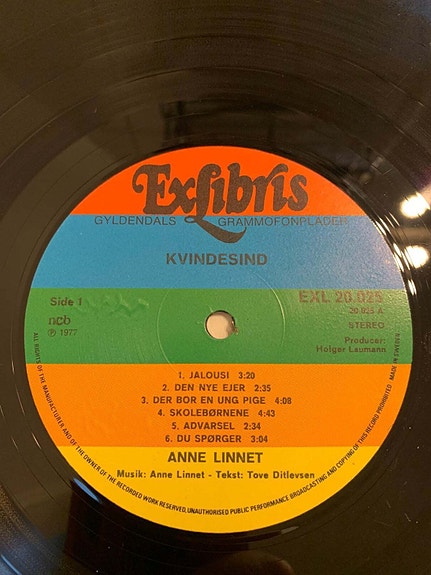 ExLibris
GYLDENDALS GRAMMOFONPLADER
KVINDESIND
Side 1
EXL 20.025
20.025 A
ncb
℗ 1977
STEREO
Producer:
Holger Laumann
1. JALOUSI 3:20
2. DEN NYE EJER 2:35
3. DER BOR EN UNG PIGE 4:08
4. SKOLEBØRNENE 4:43
5. ADVARSEL 2:34
6. DU SPØRGER 3:04
ANNE LINNET
Musik: Anne Linnet - Tekst: Tove Ditlevsen
ALL RIGHTS OF THE MANUFACTURER AND OF THE OWNER OF THE RECORDED WORK RESERVED. UNAUTHORISED PUBLIC PERFORMANCE BROADCASTING AND COPYING OF THIS RECORD PROHIBITED MADE IN SWEDEN